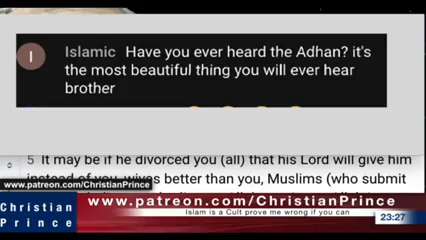 I
Islamic Have you ever heard the Adhan? it's
the most beautiful thing you will ever hear
brother
5 It may be if he divorced you (all) that his Lord will give him
instead of you, wives better than you, Muslims (who submit
www.patreon.com/ChristianPrince
Christian
Prince
www.patreon.com/ChristianPrince
Islam is a Cult prove me wrong if you can
23:27